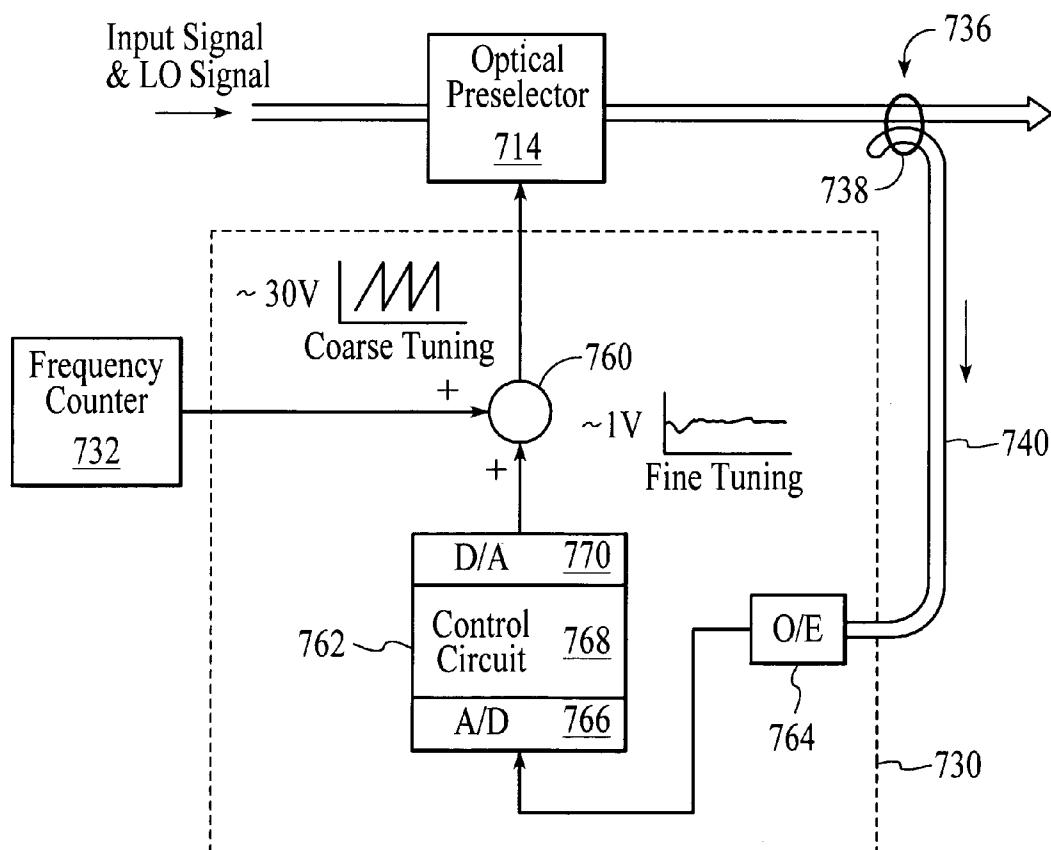 Input Signal
& LO Signal
Optical
Preselector
714
736
738
~ 30V
Coarse Tuning
Frequency
Counter
732
+
760
~1V
Fine Tuning
+
740
D/A 770
762
Control
Circuit
768
A/D 766
O/E
764
730